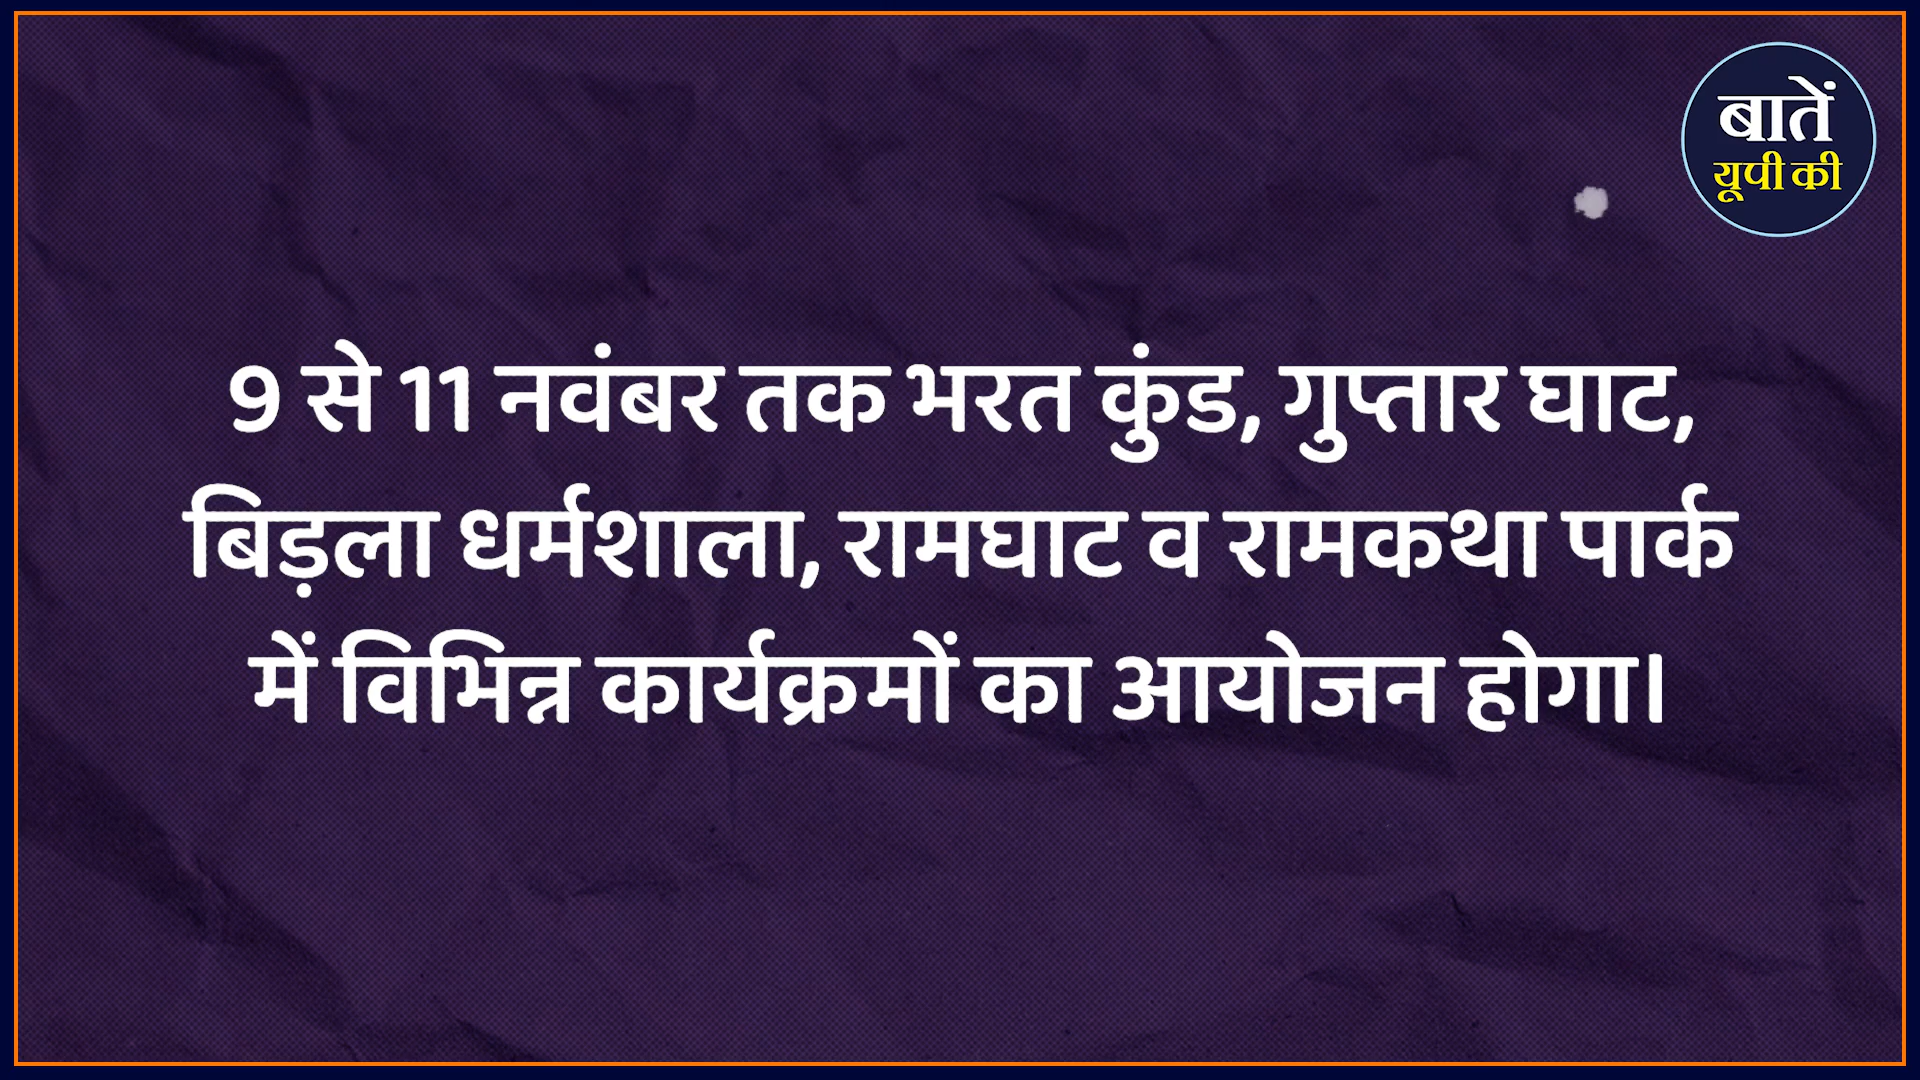 बातें
यूपी की
9 से 11 नवंबर तक भरत कुंड, गुप्तार घाट,
बिड़ला धर्मशाला, रामघाट व रामकथा पार्क
में विभिन्न कार्यक्रमों का आयोजन होगा।